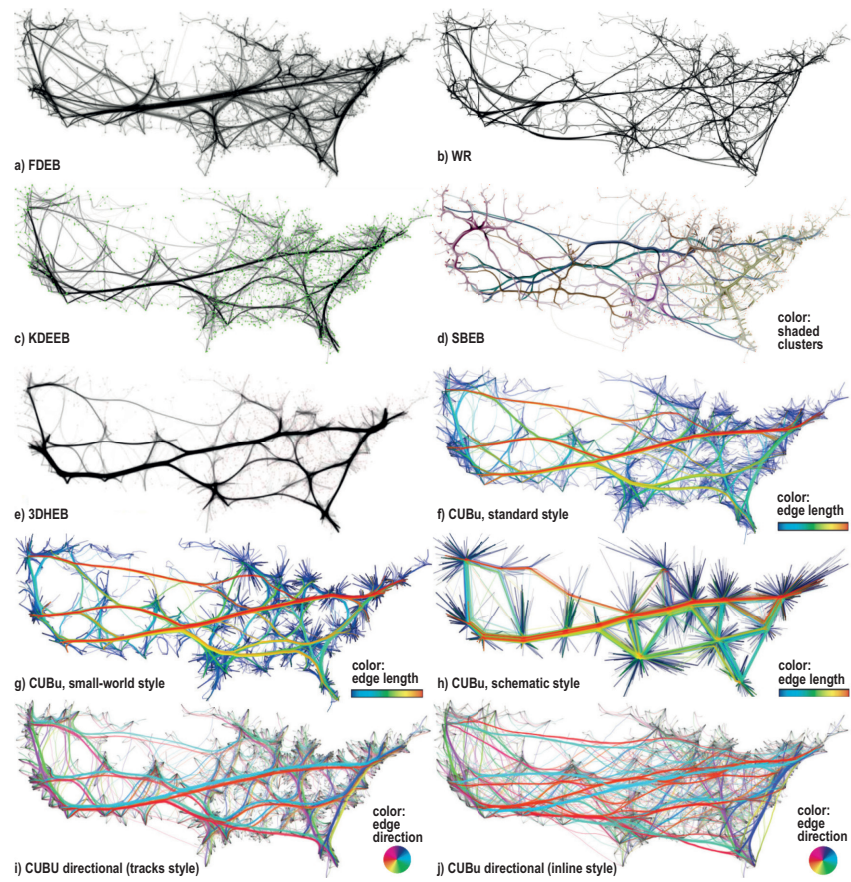 a) FDEB
b) WR
c) KDEEB
d) SBEB
color:
shaded
clusters
e) 3DHEB
f) CUBu, standard style
color:
edge length
g) CUBu, small-world style
color:
edge length
h) CUBu, schematic style
color:
edge length
i) CUBU directional (tracks style)
color:
edge
direction
j) CUBu directional (inline style)
color:
edge
direction